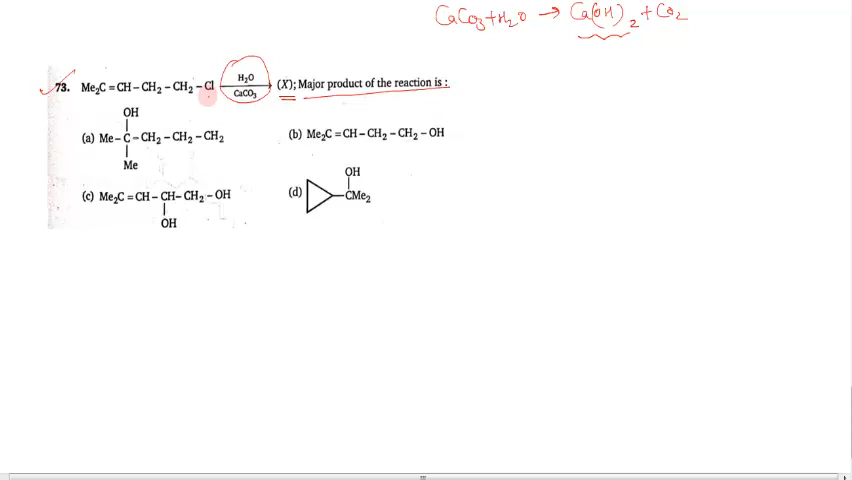 CaCO₃ + H₂O → Ca(OH)₂ + CO₂
73. Me₂C = CH – CH₂ – CH₂ – Cl H₂O CaCO₃ → (X); Major product of the reaction is :
OH
(a) Me – C – CH₂ – CH₂ – CH₂
Me
(b) Me₂C = CH – CH₂ – CH₂ – OH
(c) Me₂C = CH – CH – CH₂ – OH
OH
OH
(d) CMe₂